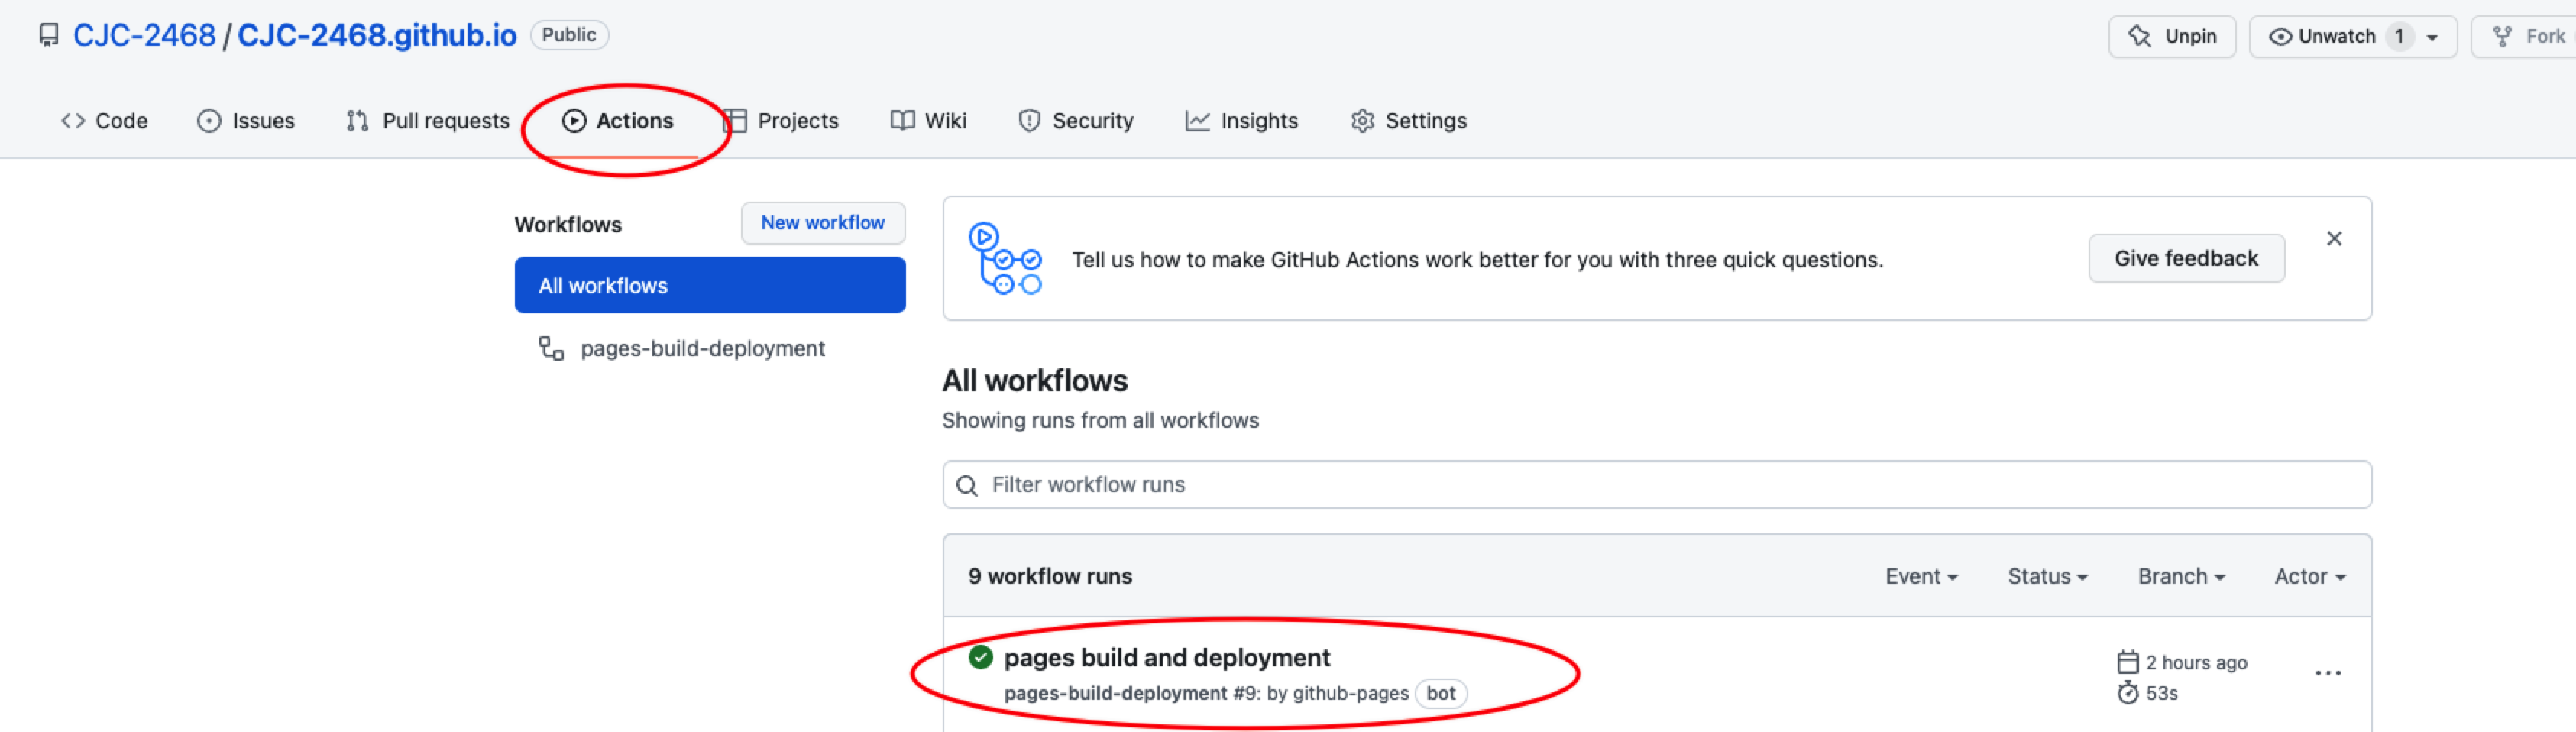 CJC-2468 / CJC-2468.github.io Public
Unpin Unwatch 1 Fork
Code Issues Pull requests Actions Projects Wiki Security Insights Settings
Workflows New workflow
All workflows
pages-build-deployment
Tell us how to make GitHub Actions work better for you with three quick questions. Give feedback
All workflows
Showing runs from all workflows
Filter workflow runs
9 workflow runs Event Status Branch Actor
pages build and deployment
pages-build-deployment #9: by github-pages bot
2 hours ago
53s